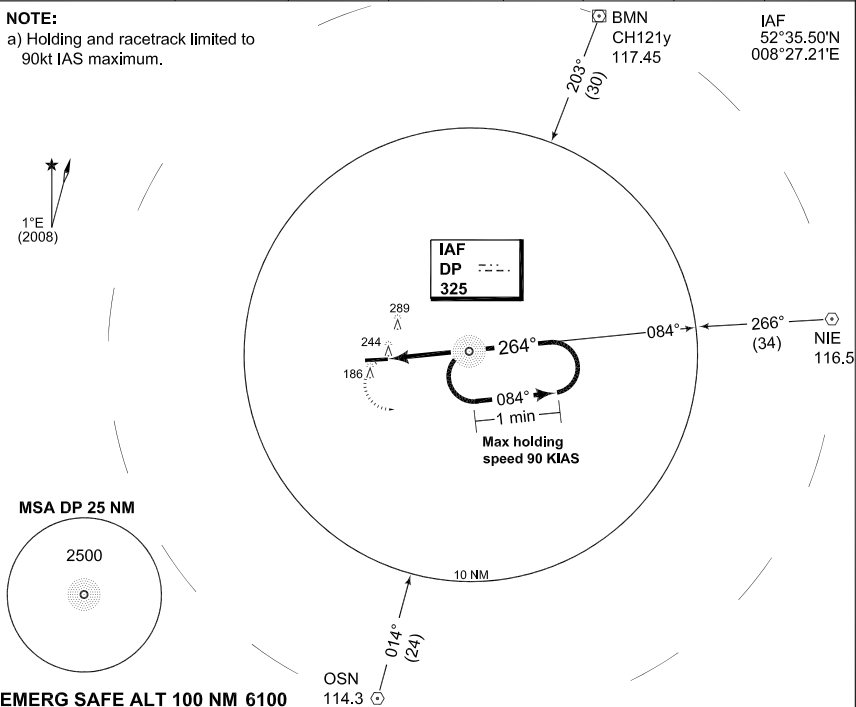 NOTE:
a) Holding and racetrack limited to
90kt IAS maximum.
BMN
CH121y
117.45
IAF
52°35.50'N
008°27.21'E
203°
(30)
1°E
(2008)
IAF
DP
325
289
244
186
264°
084°
266°
(34)
NIE
116.5
084°
1 min
Max holding
speed 90 KIAS
MSA DP 25 NM
2500
10 NM
014°
(24)
OSN
114.3
EMERG SAFE ALT 100 NM 6100